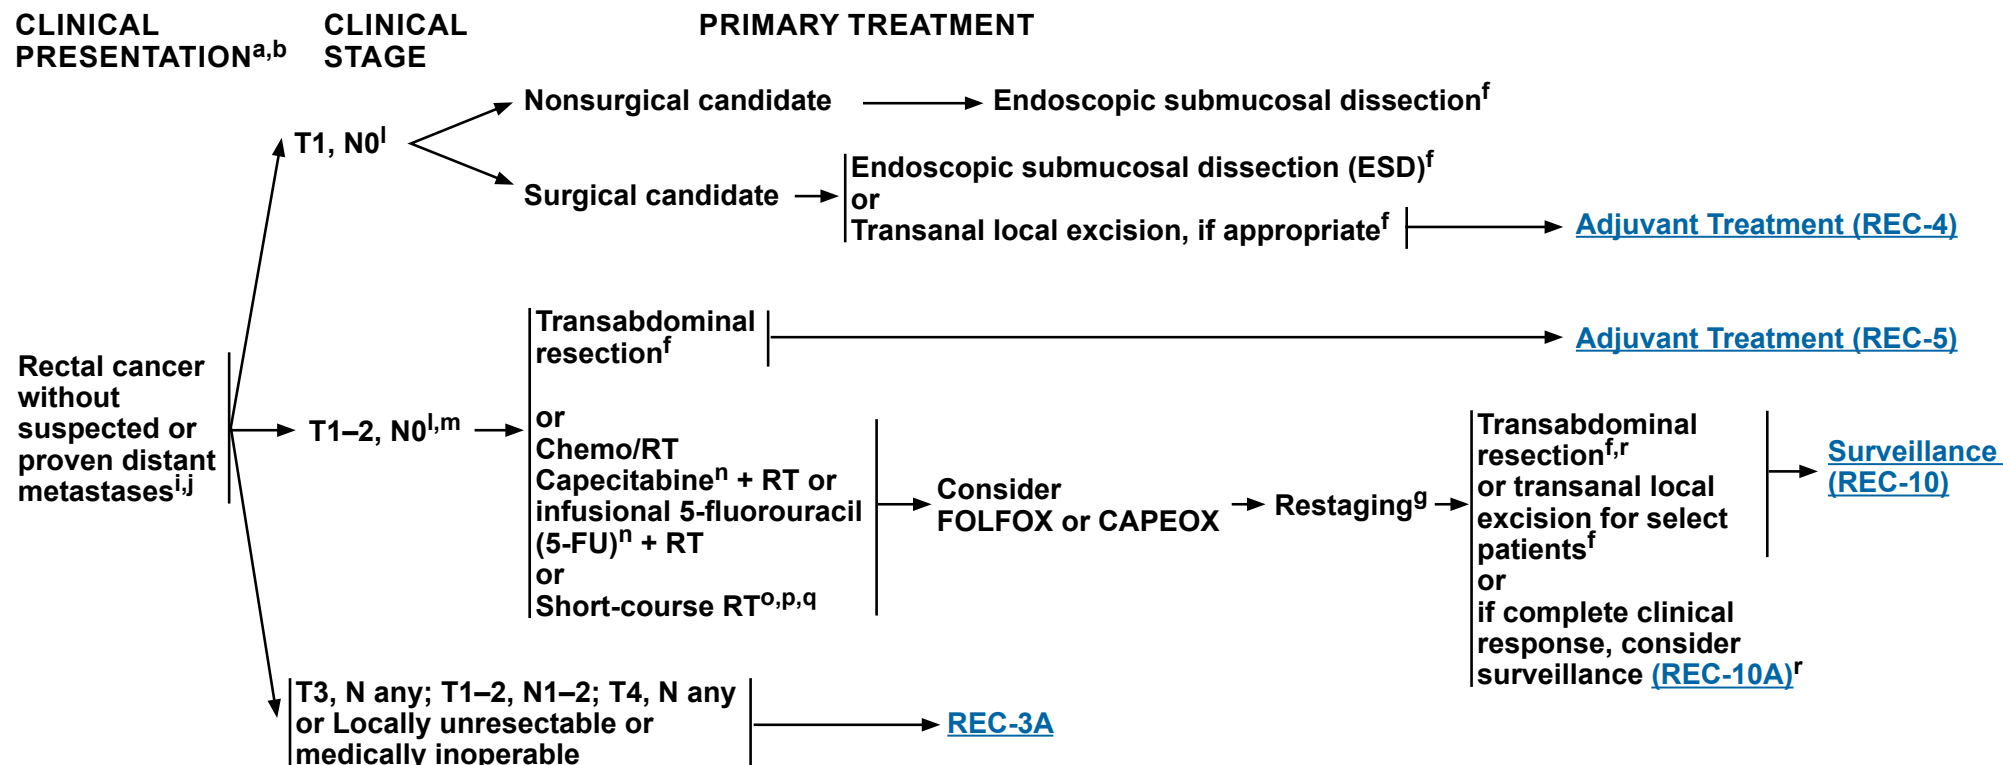 CLINICAL
PRESENTATIONa,b
CLINICAL
STAGE
PRIMARY TREATMENT
Nonsurgical candidate
Endoscopic submucosal dissectionf
T1, N0l
Surgical candidate
Endoscopic submucosal dissection (ESD)f
or
Transanal local excision, if appropriatef
Adjuvant Treatment (REC-4)
Rectal cancer
without
suspected or
proven distant
metastasesi,j
T1–2, N0l,m
Transabdominal
resectionf
Adjuvant Treatment (REC-5)
or
Chemo/RT
Capecitabinen + RT or
infusional 5-fluorouracil
(5-FU)n + RT
or
Short-course RTo,p,q
Consider
FOLFOX or CAPEOX
Restagingg
Transabdominal
resectionf,r
or transanal local
excision for select
patientsf
or
if complete clinical
response, consider
surveillance (REC-10A)r
Surveillance
(REC-10)
T3, N any; T1–2, N1–2; T4, N any
or Locally unresectable or
medically inoperable
REC-3A